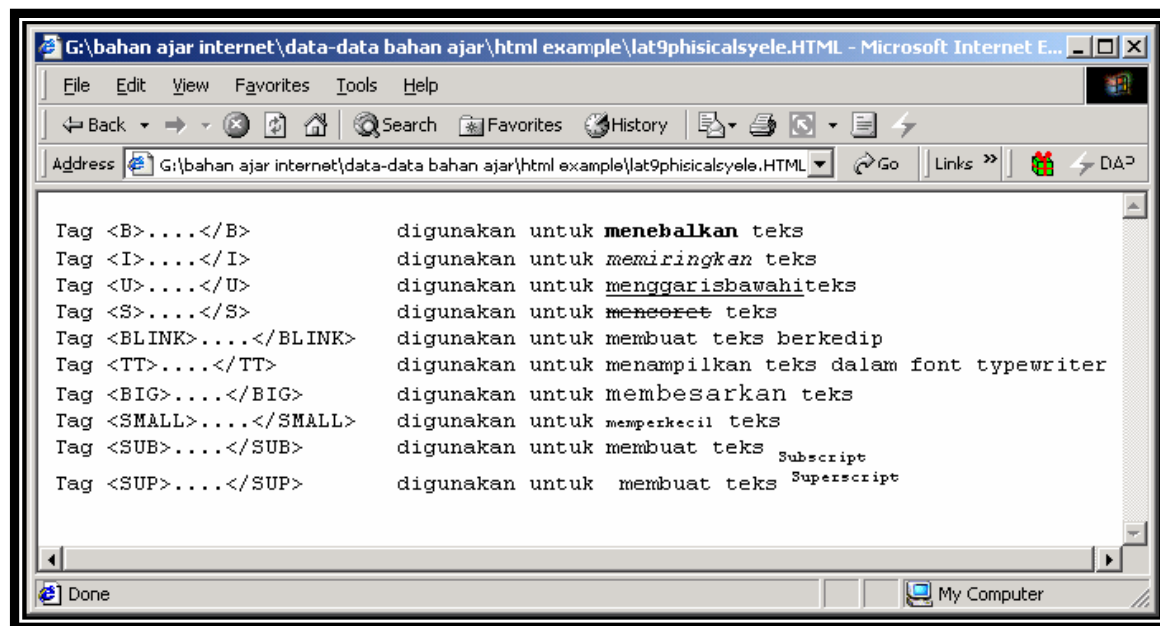 G:\bahan ajar internet\data-data bahan ajar\html example\lat9phisicalsyele.HTML - Microsoft Internet E...
File Edit View Favorites Tools Help
Back Search Favorites History
Address G:\bahan ajar internet\data-data bahan ajar\html example\lat9phisicalsyele.HTML Go Links » DAP
Tag <B>....</B> digunakan untuk menebalkan teks
Tag <I>....</I> digunakan untuk memiringkan teks
Tag <U>....</U> digunakan untuk menggarisbawahiteks
Tag <S>....</S> digunakan untuk mencoret teks
Tag <BLINK>....</BLINK> digunakan untuk membuat teks berkedip
Tag <TT>....</TT> digunakan untuk menampilkan teks dalam font typewriter
Tag <BIG>....</BIG> digunakan untuk membesarkan teks
Tag <SMALL>....</SMALL> digunakan untuk memperkecil teks
Tag <SUB>....</SUB> digunakan untuk membuat teks Subscript
Tag <SUP>....</SUP> digunakan untuk membuat teks Superscript
Done My Computer